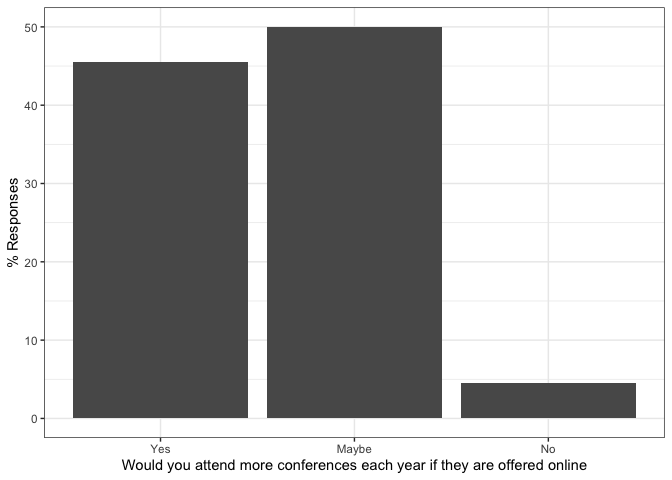 % Responses
50
40
30
20
10
0
Yes Maybe No
Would you attend more conferences each year if they are offered online